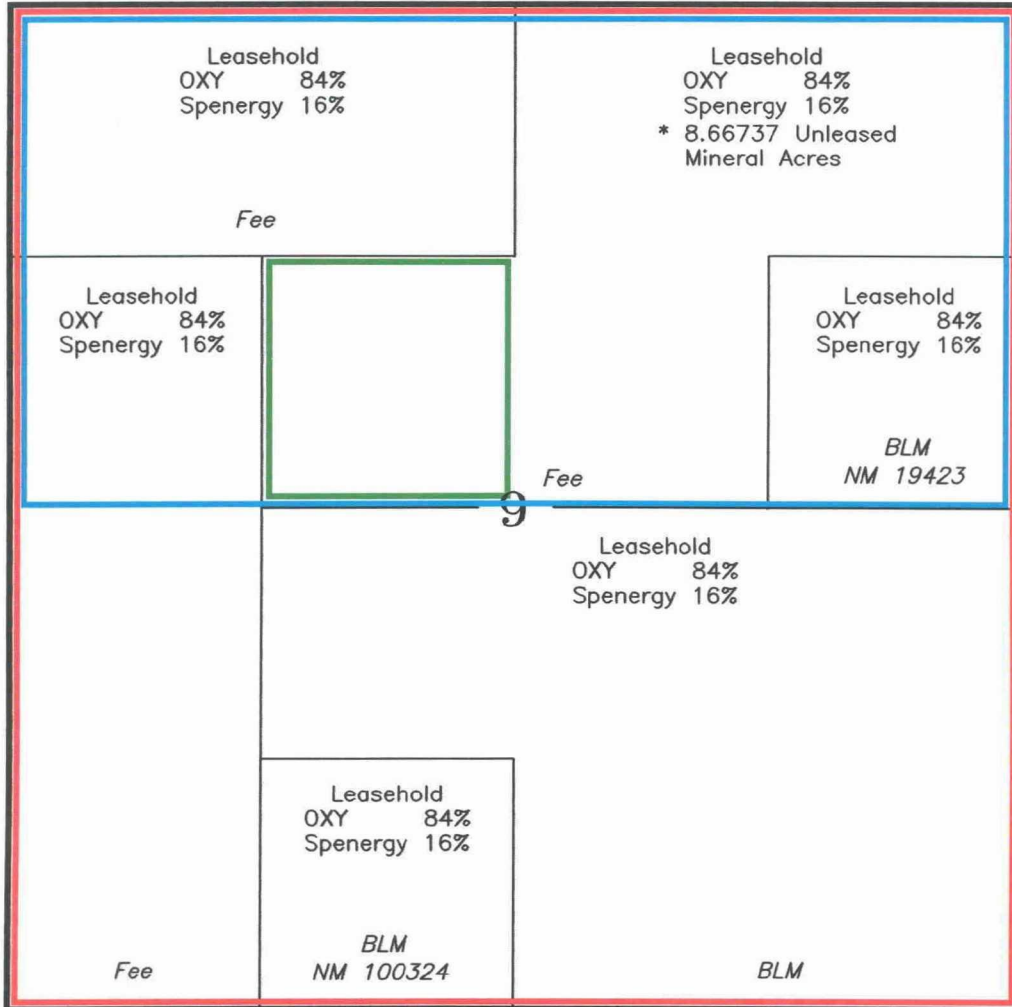 Leasehold
OXY 84%
Spenergy 16%
Fee
Leasehold
OXY 84%
Spenergy 16%
* 8.66737 Unleased
Mineral Acres
Leasehold
OXY 84%
Spenergy 16%
Leasehold
OXY 84%
Spenergy 16%
BLM
NM 19423
Fee
9
Leasehold
OXY 84%
Spenergy 16%
Leasehold
OXY 84%
Spenergy 16%
BLM
NM 100324
Fee
BLM